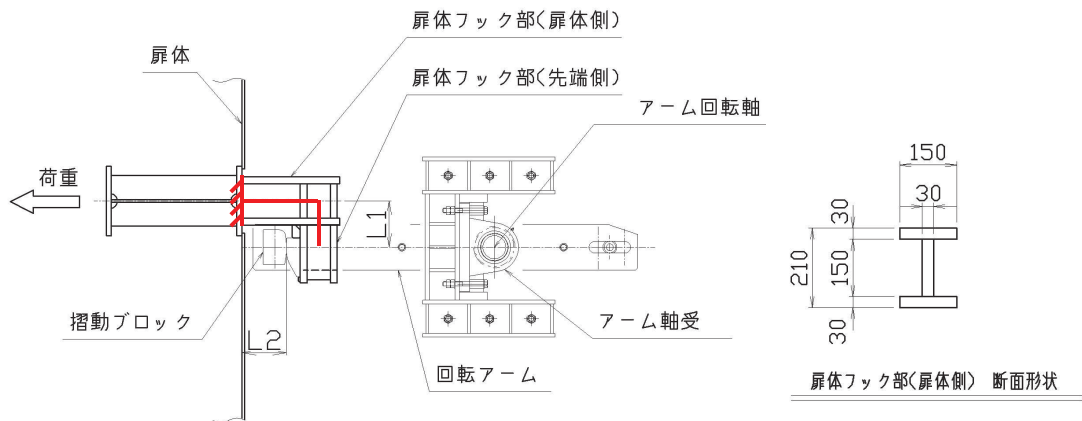 扉体フック部(扉体側)
扉体
扉体フック部(先端側)
アーム回転軸
荷重
150
30
L1
30
210
150
30
摺動ブロック
L2
アーム軸受
回転アーム
扉体フック部(扉体側) 断面形状